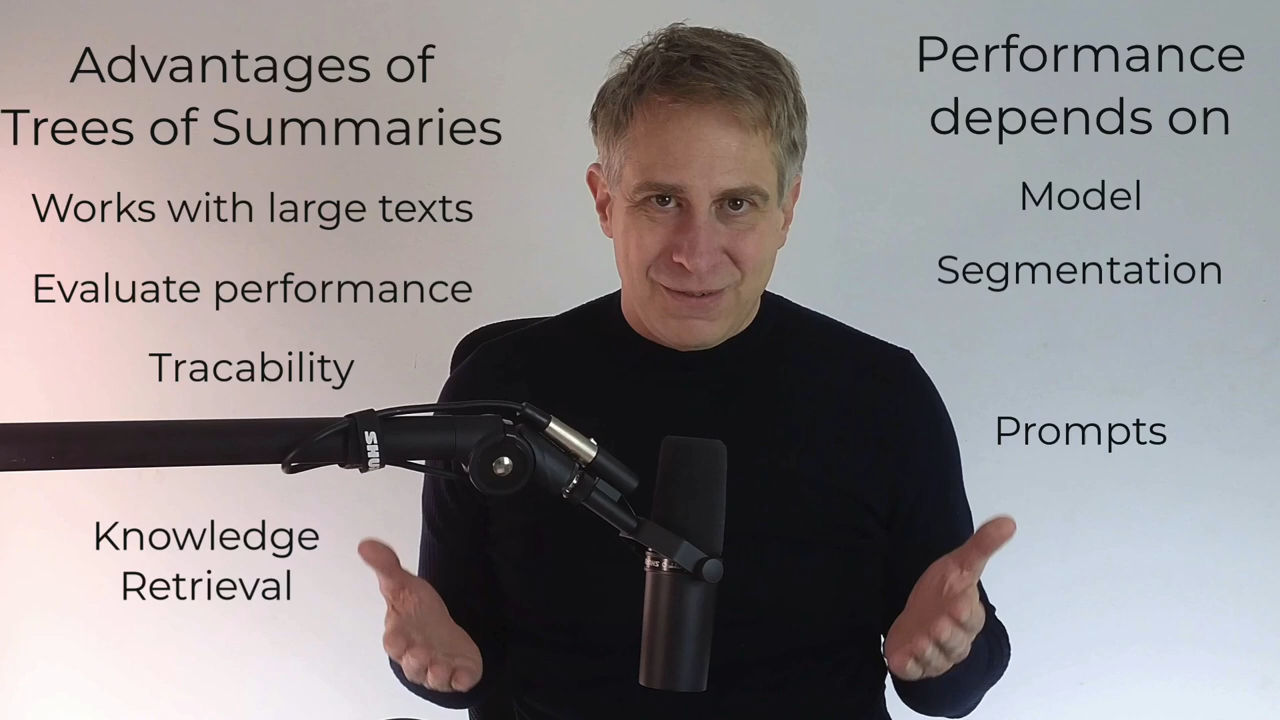 Advantages of
Trees of Summaries
Works with large texts
Evaluate performance
Tracability
Knowledge
Retrieval
Performance
depends on
Model
Segmentation
Prompts